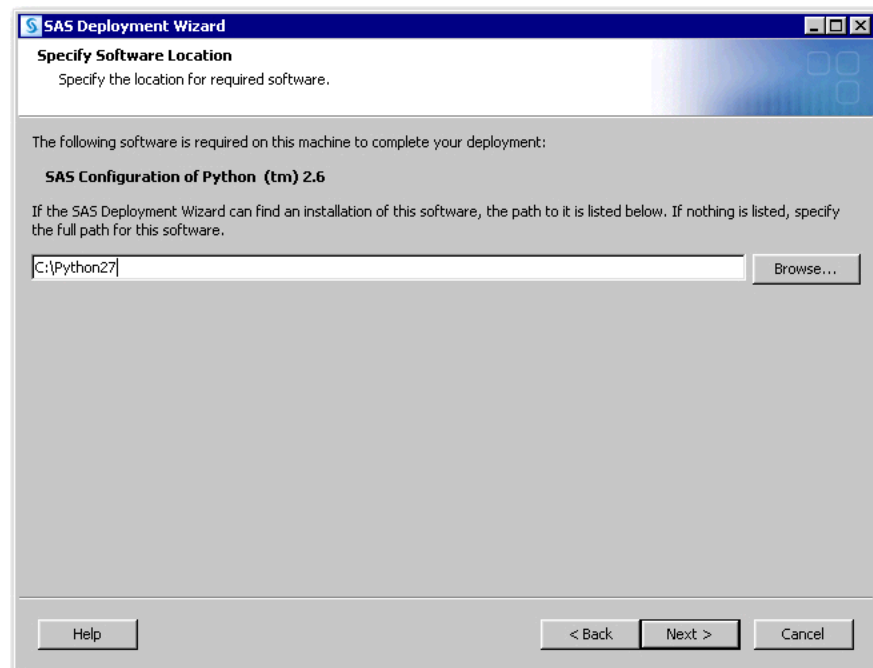 SAS Deployment Wizard
Specify Software Location
Specify the location for required software.
The following software is required on this machine to complete your deployment:
SAS Configuration of Python (tm) 2.6
If the SAS Deployment Wizard can find an installation of this software, the path to it is listed below. If nothing is listed, specify
the full path for this software.
C:\Python27
Browse...
Help
< Back
Next >
Cancel